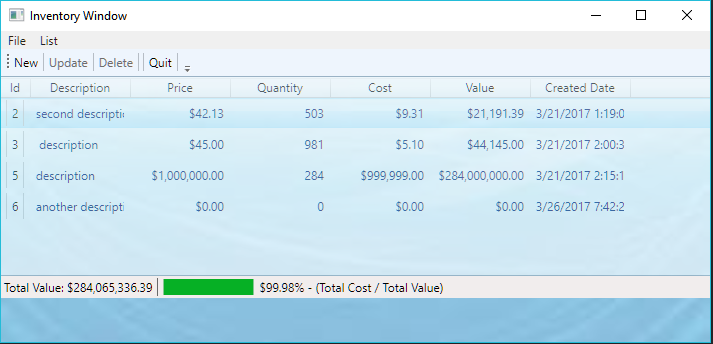 Inventory Window
File List
New Update Delete Quit
Id Description Price Quantity Cost Value Created Date
2 second descripti $42.13 503 $9.31 $21,191.39 3/21/2017 1:19:0
3 description $45.00 981 $5.10 $44,145.00 3/21/2017 2:00:3
5 description $1,000,000.00 284 $999,999.00 $284,000,000.00 3/21/2017 2:15:1
6 another descripti $0.00 0 $0.00 $0.00 3/26/2017 7:42:2
Total Value: $284,065,336.39 $99.98% - (Total Cost / Total Value)